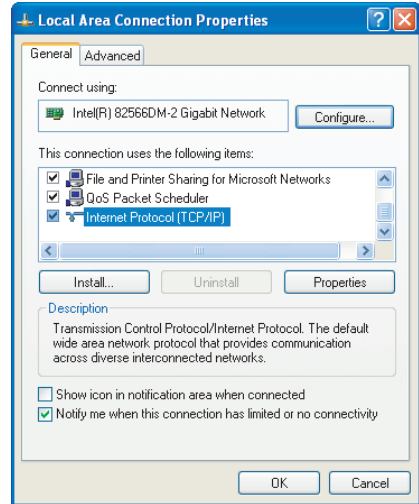 Local Area Connection Properties
General Advanced
Connect using:
Intel(R) 82566DM-2 Gigabit Network Configure...
This connection uses the following items:
File and Printer Sharing for Microsoft Networks
QoS Packet Scheduler
Internet Protocol (TCP/IP)
Install... Uninstall Properties
Description
Transmission Control Protocol/Internet Protocol. The default
wide area network protocol that provides communication
across diverse interconnected networks.
Show icon in notification area when connected
Notify me when this connection has limited or no connectivity
OK Cancel